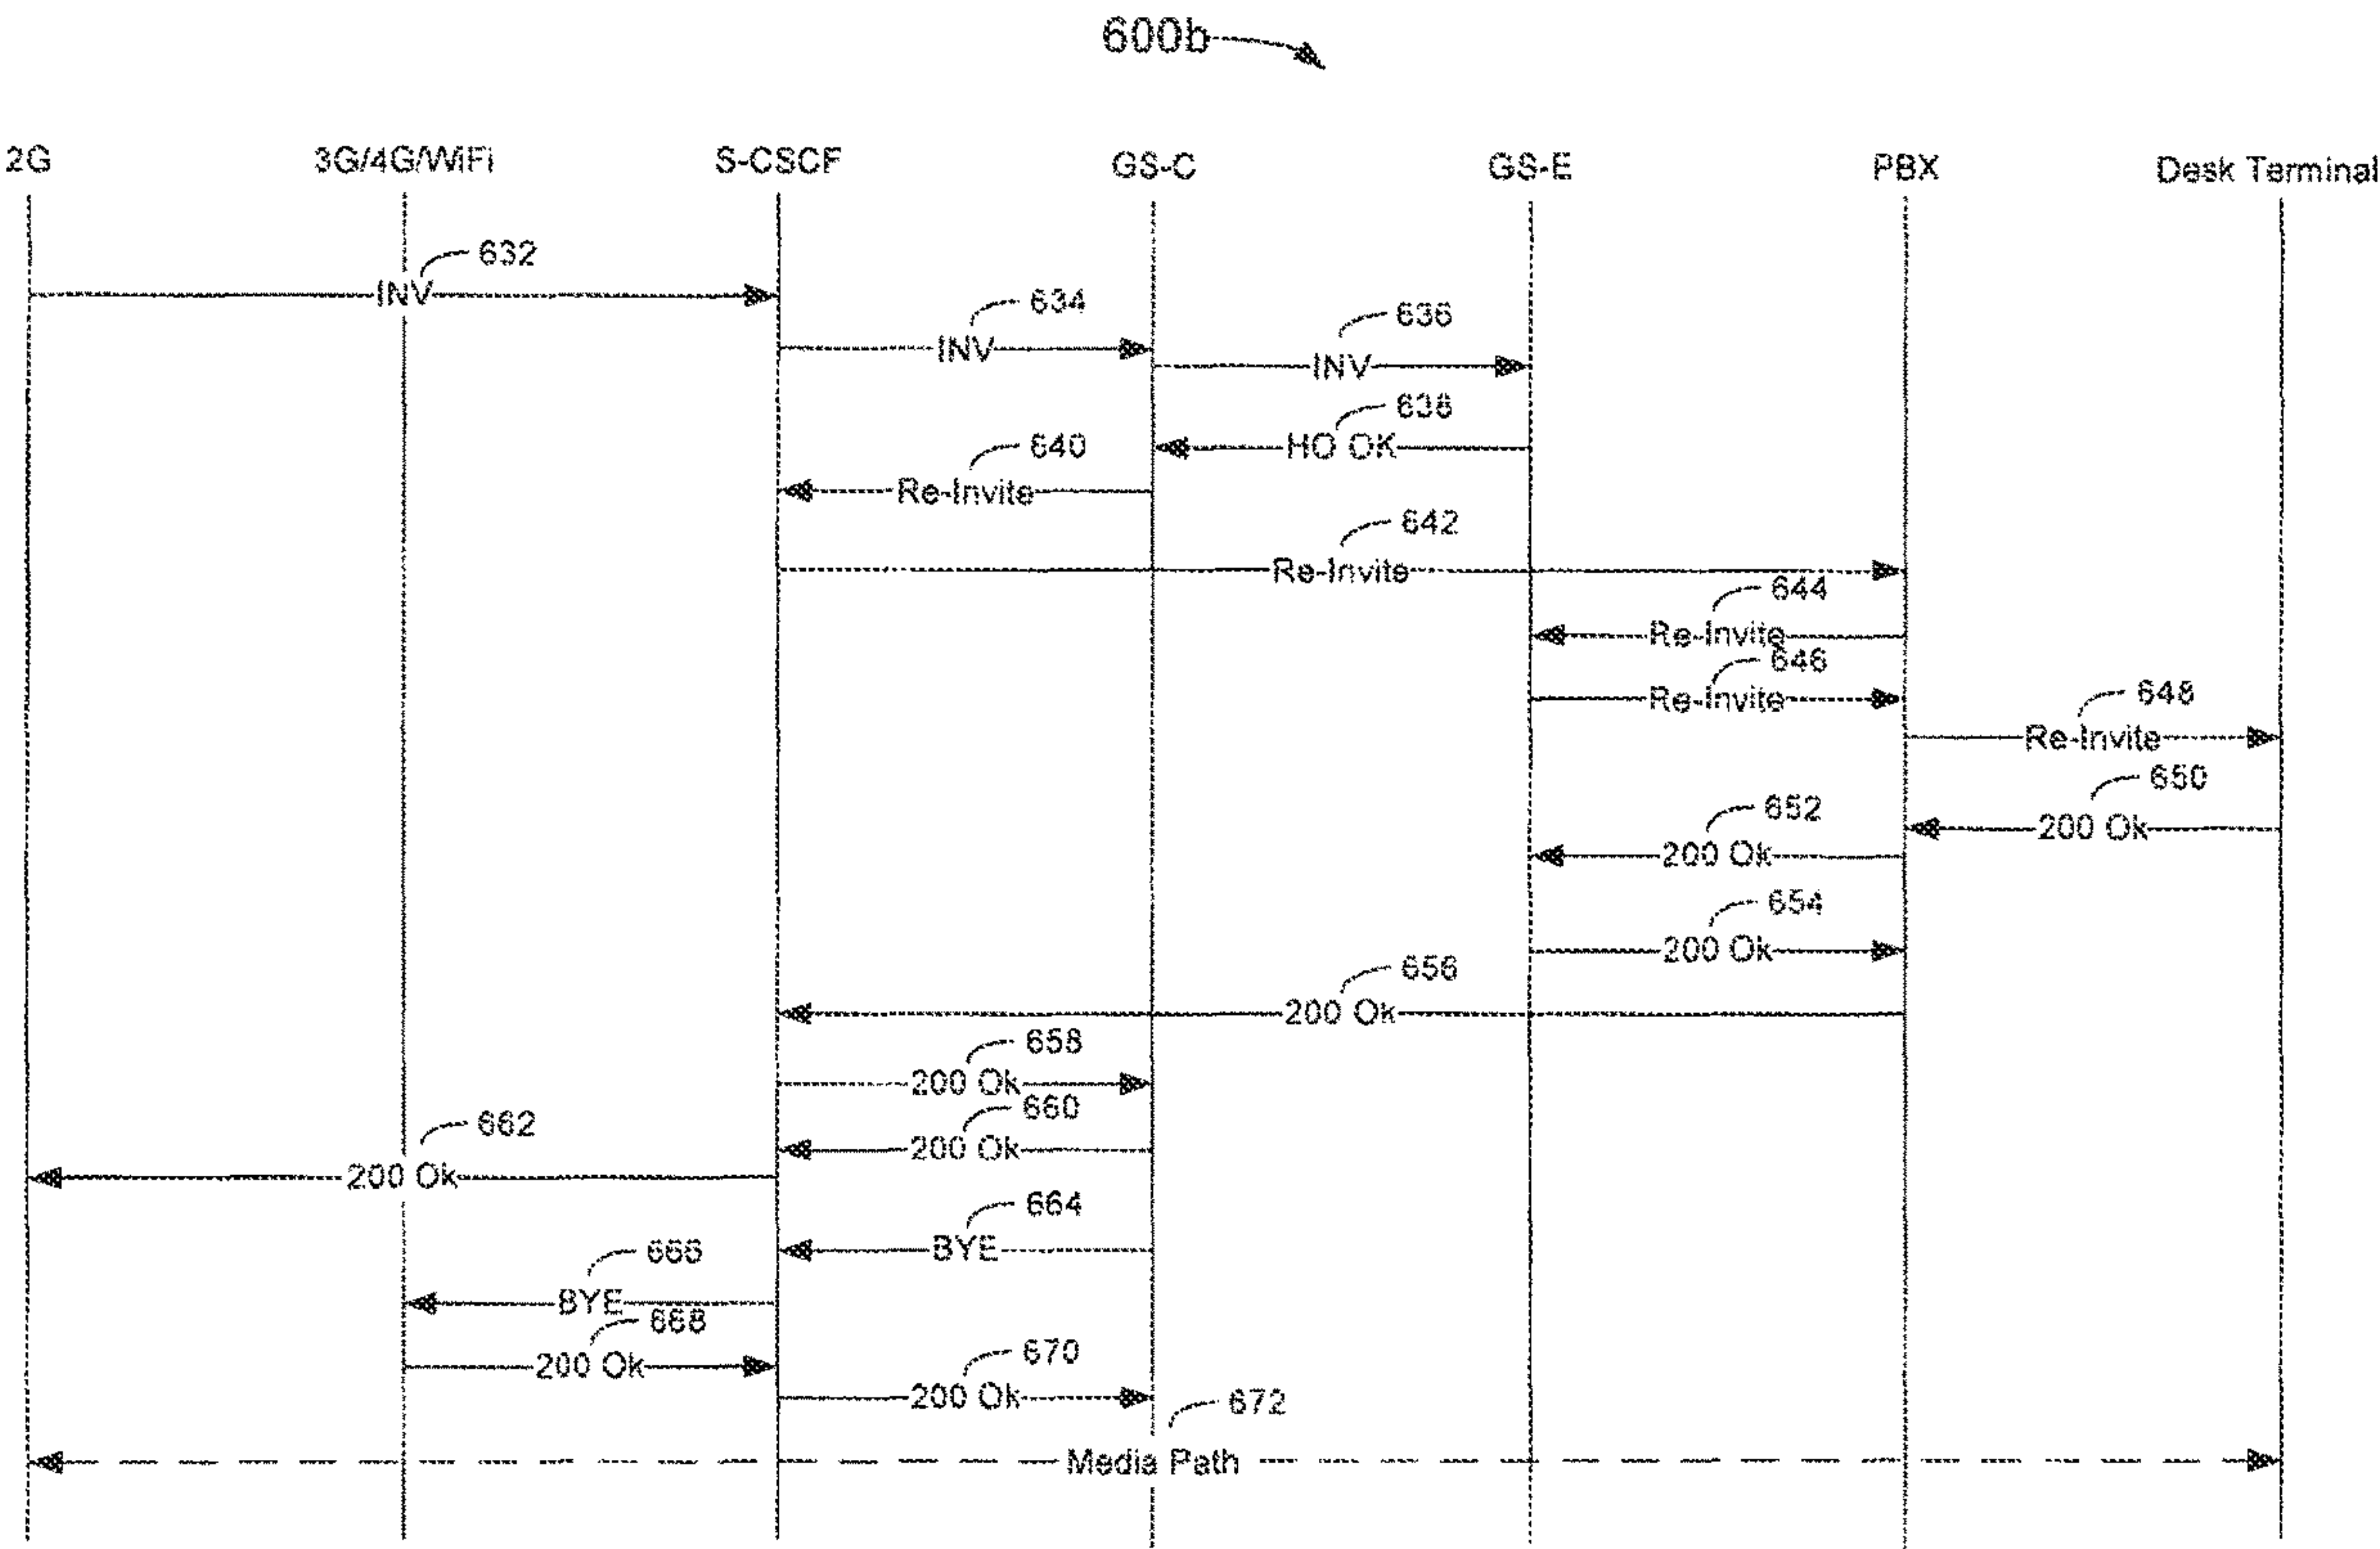 600b
2G 3G/4G/WiFi S-CSCF GS-C GS-E PBX Desk Terminal
632
INV
634
INV
636
INV
638
HO OK
640
Re-Invite
642
Re-Invite
644
Re-Invite
646
Re-Invite
648
Re-Invite
650
200 Ok
652
200 Ok
654
200 Ok
656
200 Ok
658
200 Ok
660
200 Ok
662
200 Ok
664
BYE
666
BYE
668
200 Ok
670
200 Ok
672
Media Path